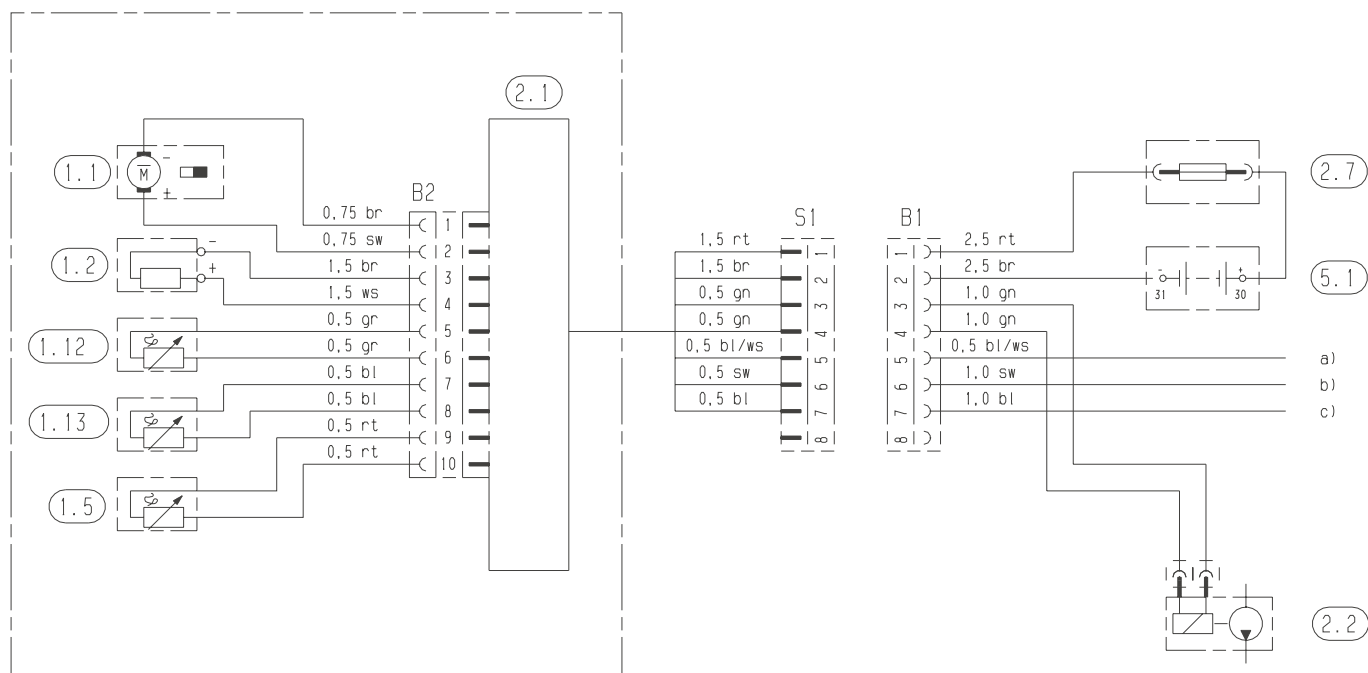 2.1
1.1
M
-
+
B2
0,75 br
1
0,75 sw
2
1.2
-
+
1,5 br
3
1,5 ws
4
1.12
0,5 gr
5
0,5 gr
6
1.13
0,5 bl
7
0,5 bl
8
1.5
0,5 rt
9
0,5 rt
10
S1
1,5 rt
1
1,5 br
2
0,5 gn
3
0,5 gn
4
0,5 bl/ws
5
0,5 sw
6
0,5 bl
7
8
B1
1
2,5 rt
2
2,5 br
3
1,0 gn
4
1,0 gn
5
0,5 bl/ws
a)
6
1,0 sw
b)
7
1,0 bl
c)
8
2.7
- +
31 30
5.1
2.2